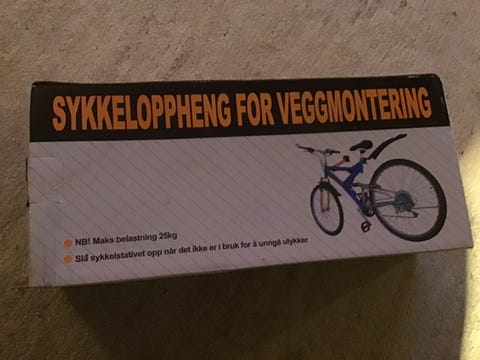 SYKKELOPPHENG FOR VEGGMONTERING
NB! Maks belastning 25kg
Slå sykkelstativet opp når det ikke er i bruk for å unngå ulykker